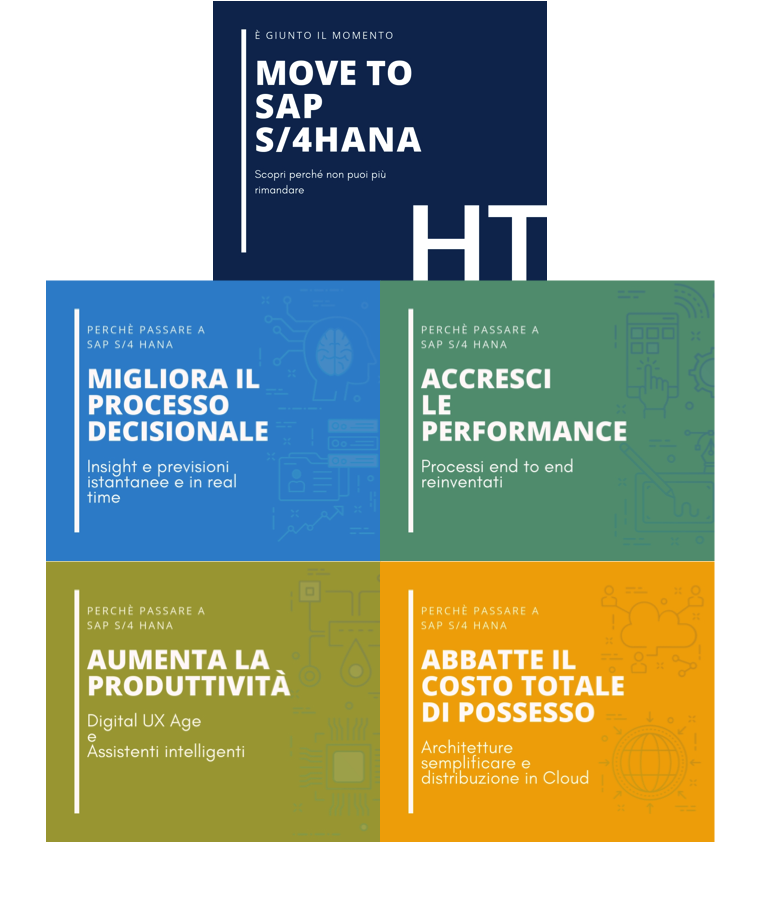 È GIUNTO IL MOMENTO
MOVE TO
SAP
S/4HANA
Scopri perché non puoi più
rimandare
HT
PERCHÈ PASSARE A
SAP S/4 HANA
MIGLIORA IL
PROCESSO
DECISIONALE
Insight e previsioni
istantanee e in real
time
PERCHÈ PASSARE A
SAP S/4 HANA
ACCRESCI
LE
PERFORMANCE
Processi end to end
reinventati
PERCHÈ PASSARE A
SAP S/4 HANA
AUMENTA LA
PRODUTTIVITÀ
Digital UX Age
e
Assistenti intelligenti
PERCHÈ PASSARE A
SAP S/4 HANA
ABBATTE IL
COSTO TOTALE
DI POSSESSO
Architetture
semplificare e
distribuzione in Cloud